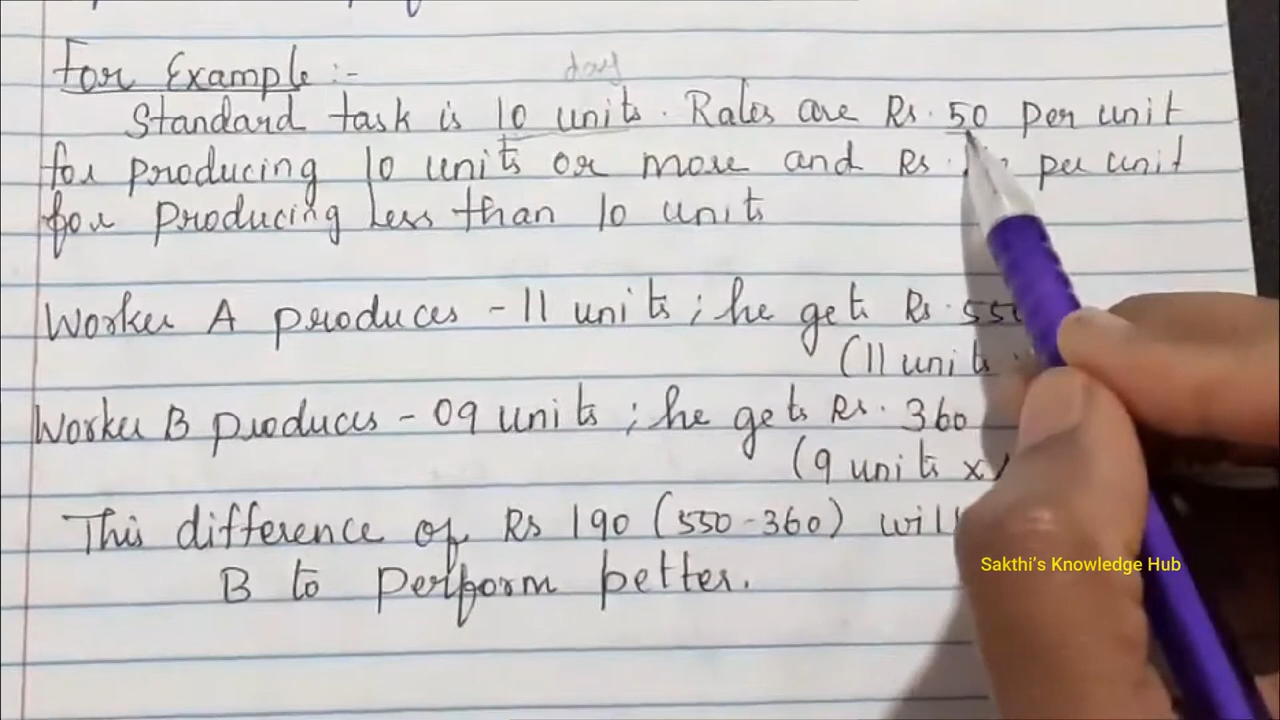 For Example :-
day
Standard task is 10 units. Rates are Rs. 50 per unit
for producing 10 units or more and Rs. per unit
for producing less than 10 units
Worker A produces - 11 units ; he gets Rs. 550
(11 units
Worker B produces - 09 units ; he gets Rs. 360
(9 units x
This difference of Rs 190 (550-360) will
Sakthi's Knowledge Hub
B to perform better.